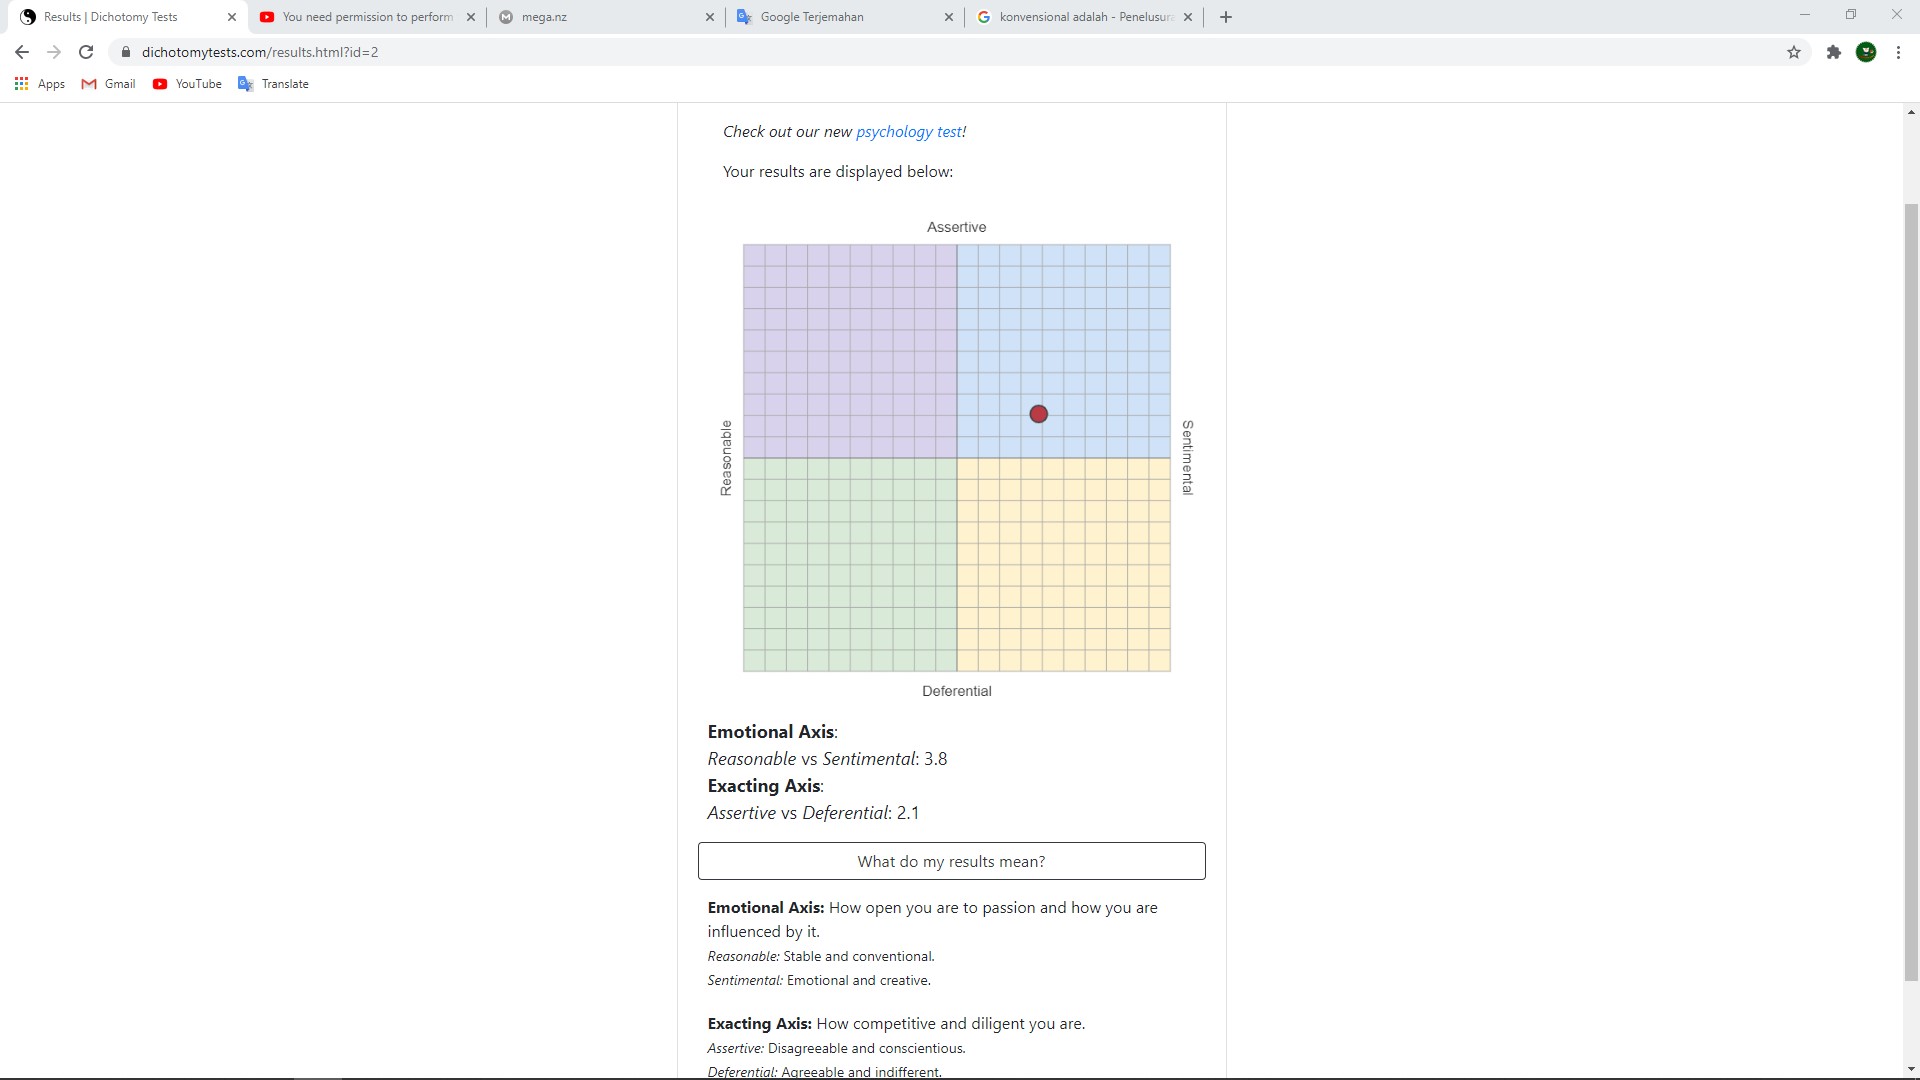 Results | Dichotomy Tests
You need permission to perform
mega.nz
Google Terjemahan
konvensional adalah - Penelusur
dichotomytests.com/results.html?id=2
Apps
Gmail
YouTube
Translate
Check out our new psychology test!
Your results are displayed below:
Assertive
Reasonable
Sentimental
Deferential
Emotional Axis:
Reasonable vs Sentimental: 3.8
Exacting Axis:
Assertive vs Deferential: 2.1
What do my results mean?
Emotional Axis: How open you are to passion and how you are
influenced by it.
Reasonable: Stable and conventional.
Sentimental: Emotional and creative.
Exacting Axis: How competitive and diligent you are.
Assertive: Disagreeable and conscientious.
Deferential: Agreeable and indifferent.